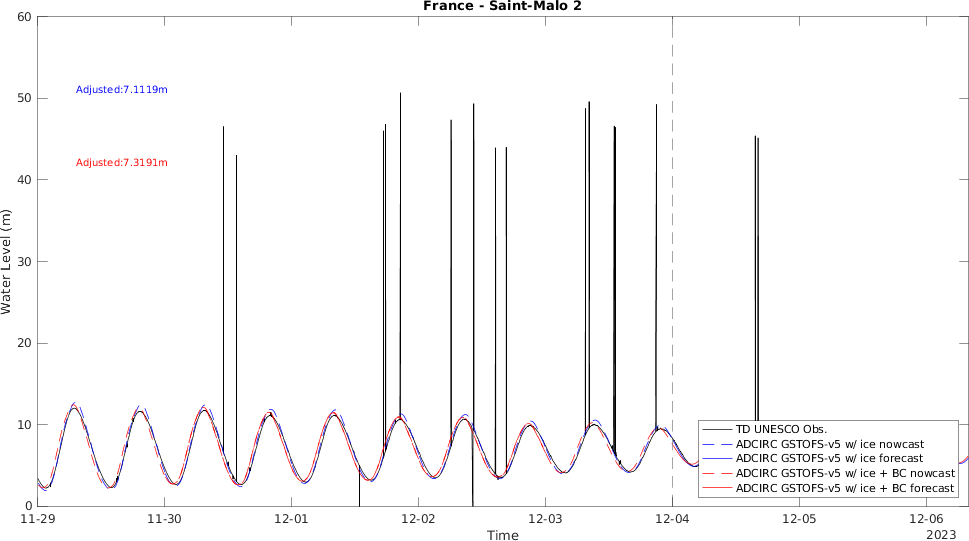 France - Saint-Malo 2
60
50
40
30
20
10
0
Water Level (m)
Adjusted:7.1119m
Adjusted:7.3191m
TD UNESCO Obs.
ADCIRC GSTOFS-v5 w/ ice nowcast
ADCIRC GSTOFS-v5 w/ ice forecast
ADCIRC GSTOFS-v5 w/ ice + BC nowcast
ADCIRC GSTOFS-v5 w/ ice + BC forecast
11-29 11-30 12-01 12-02 12-03 12-04 12-05 12-06
Time
2023